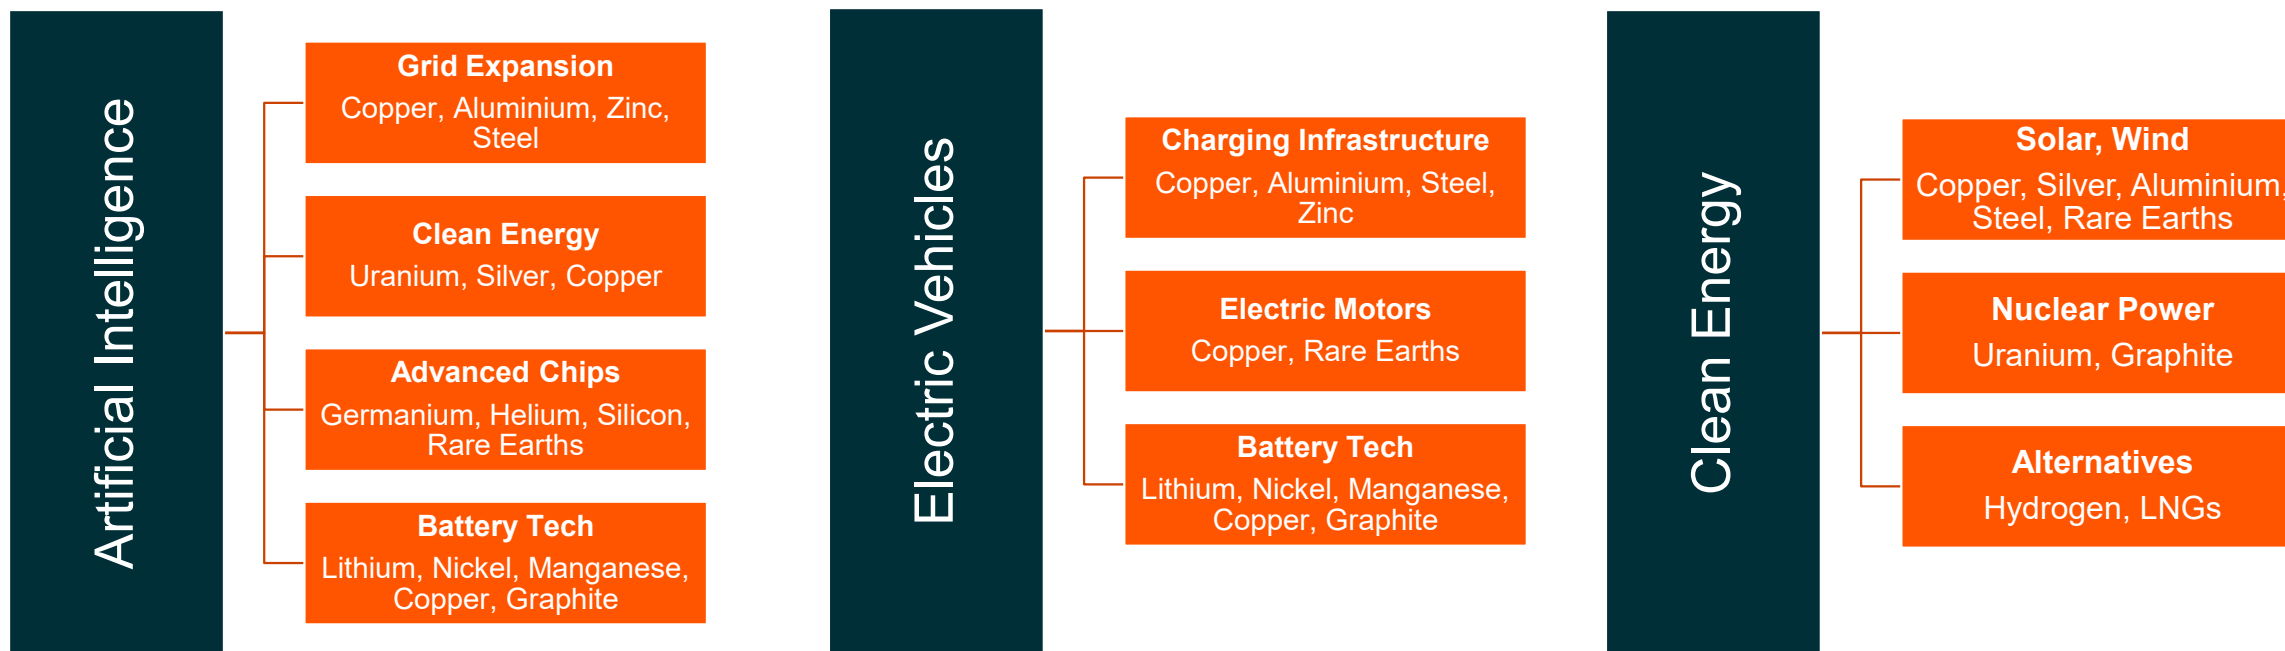 Artificial Intelligence
Grid Expansion
Copper, Aluminium, Zinc,
Steel
Clean Energy
Uranium, Silver, Copper
Advanced Chips
Germanium, Helium, Silicon,
Rare Earths
Battery Tech
Lithium, Nickel, Manganese,
Copper, Graphite
Electric Vehicles
Charging Infrastructure
Copper, Aluminium, Steel,
Zinc
Electric Motors
Copper, Rare Earths
Battery Tech
Lithium, Nickel, Manganese,
Copper, Graphite
Clean Energy
Solar, Wind
Copper, Silver, Aluminium,
Steel, Rare Earths
Nuclear Power
Uranium, Graphite
Alternatives
Hydrogen, LNGs